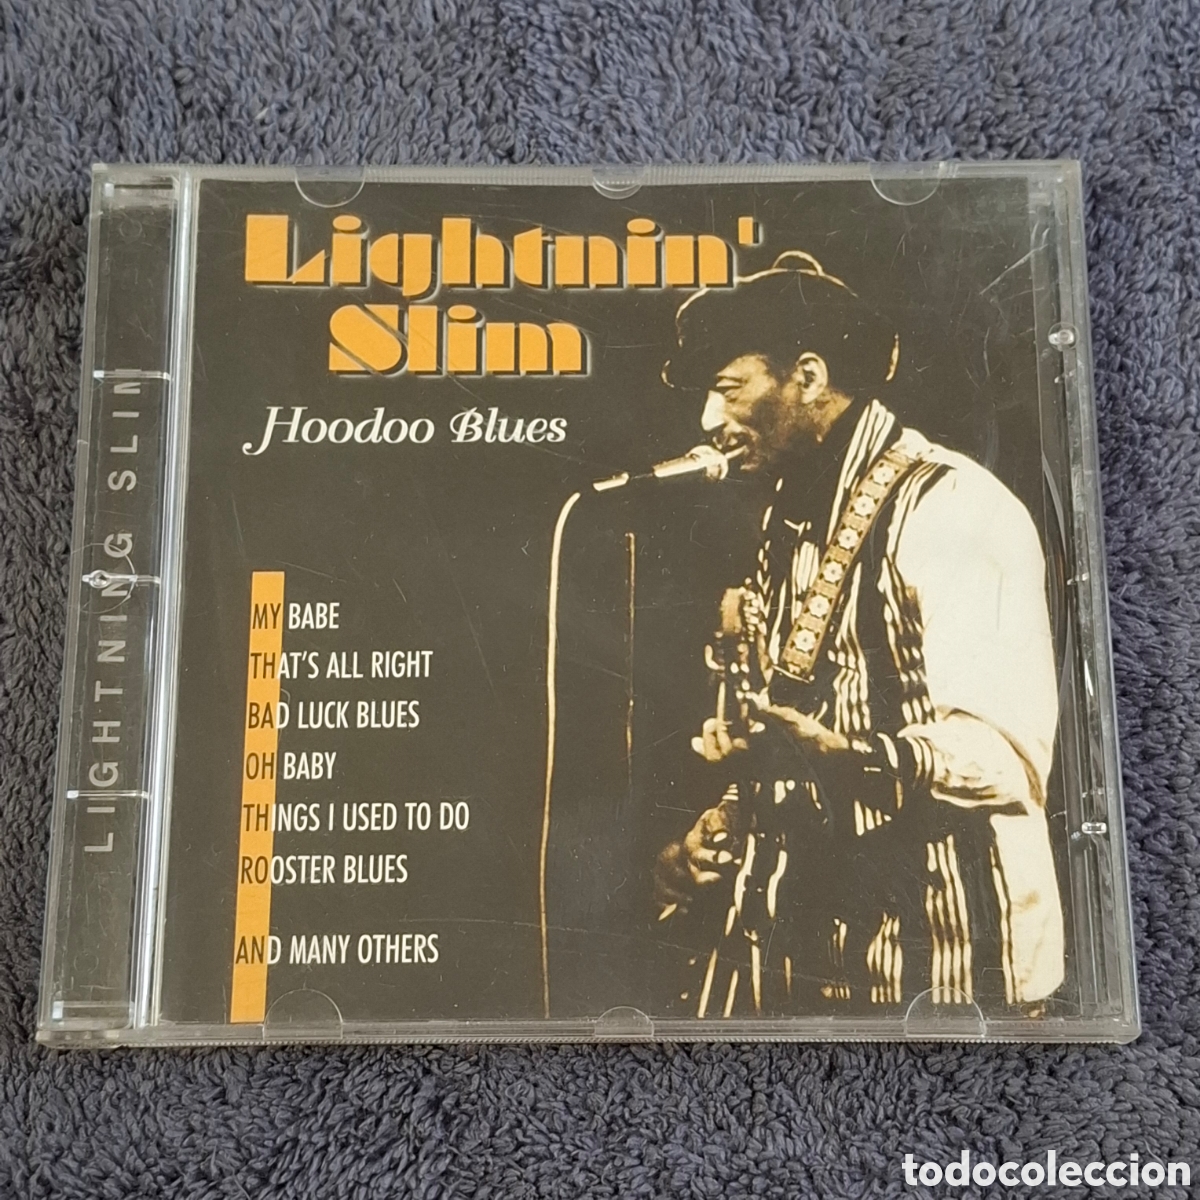 Lightnin'
Slim
Hoodoo Blues
MY BABE
THAT'S ALL RIGHT
BAD LUCK BLUES
OH BABY
THINGS I USED TO DO
ROOSTER BLUES
AND MANY OTHERS
LIGHTNING SLIM
todocoleccion